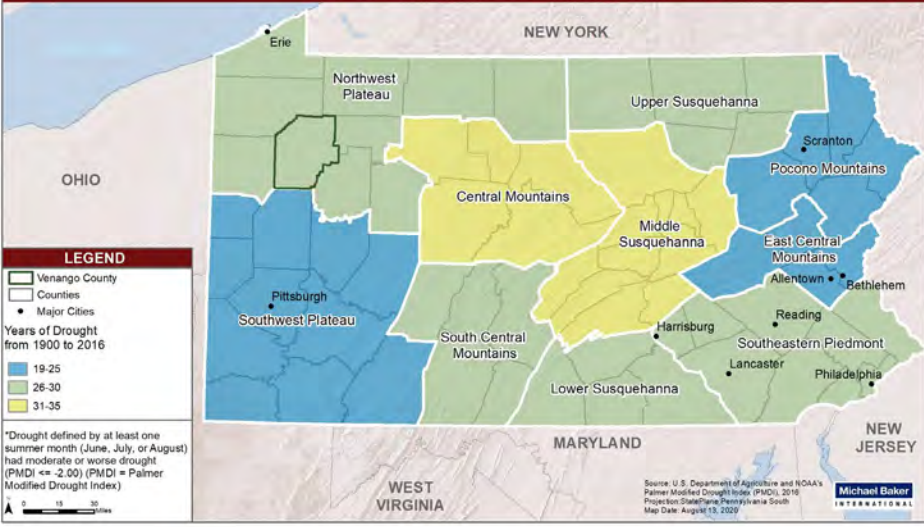 NEW YORK
Erie
Northwest
Plateau
Upper Susquehanna
Scranton
Pocono Mountains
OHIO
Central Mountains
Middle
Susquehanna
East Central
Mountains
Allentown
Bethlehem
LEGEND
Venango County
Counties
Major Cities
Years of Drought
from 1900 to 2016
19-25
26-30
31-35
*Drought defined by at least one
summer month (June, July, or August)
had moderate or worse drought
(PMDI <= -2.00) (PMDI = Palmer
Modified Drought Index)
N
0 15 30
Miles
Pittsburgh
Southwest Plateau
South Central
Mountains
Harrisburg
Reading
Southeastern Piedmont
Lancaster
Philadelphia
Lower Susquehanna
MARYLAND
NEW
JERSEY
WEST
VIRGINIA
Source: U.S. Department of Agriculture and NOAA's
Palmer Modified Drought Index (PMDI), 2016
Projection:StatePlane Pennsylvania South
Map Date: August 13, 2020
Michael Baker
INTERNATIONAL